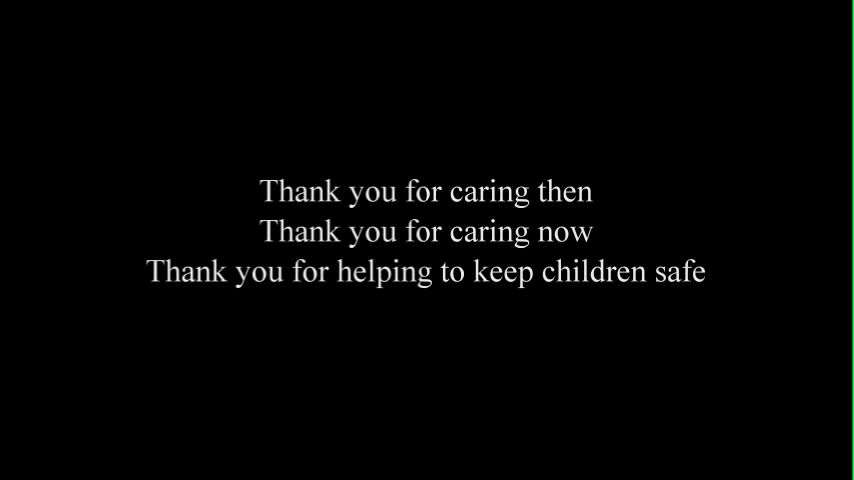 Thank you for caring then
Thank you for caring now
Thank you for helping to keep children safe